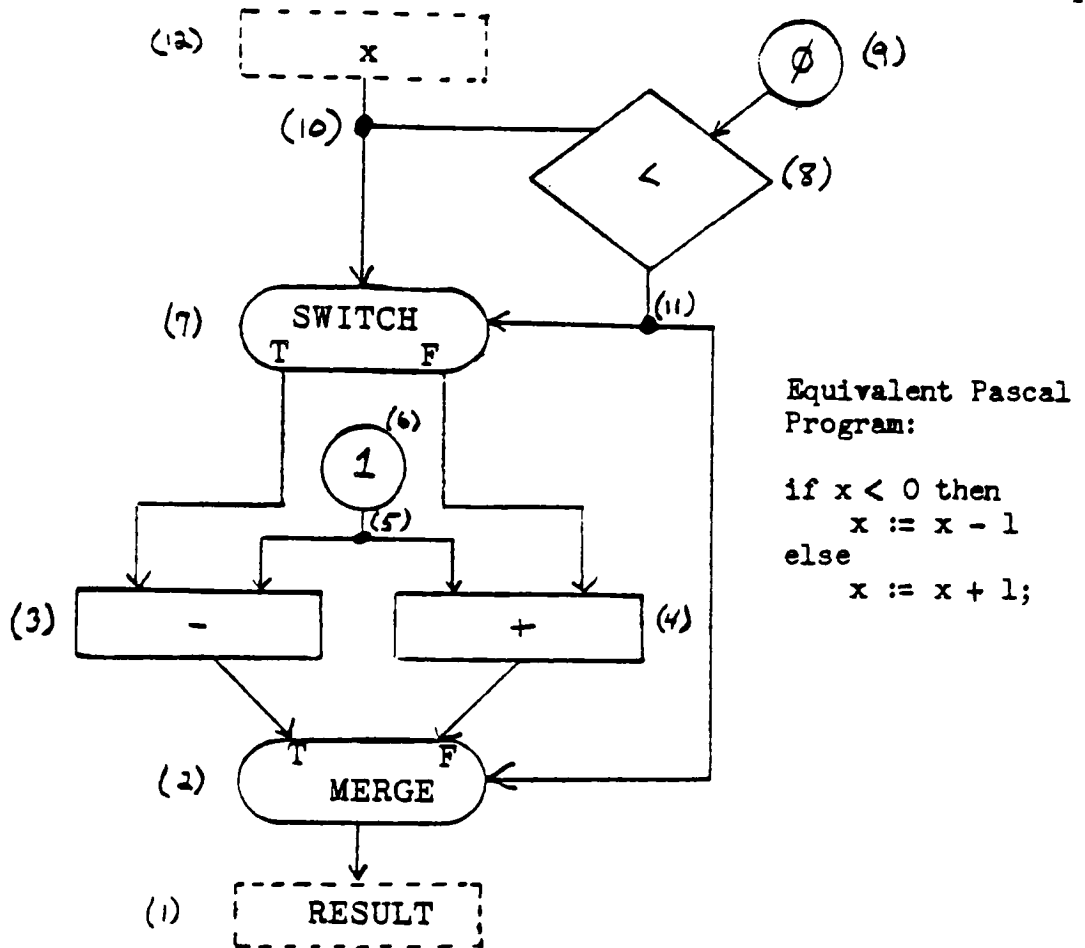 (12)
x
Ø
(9)
(10)
<
(8)
(7)
SWITCH
T F
(11)
(6)
1
(5)
Equivalent Pascal
Program:
if x < 0 then
x := x - 1
else
x := x + 1;
(3)
-
+
(4)
T F
(2)
MERGE
(1)
RESULT